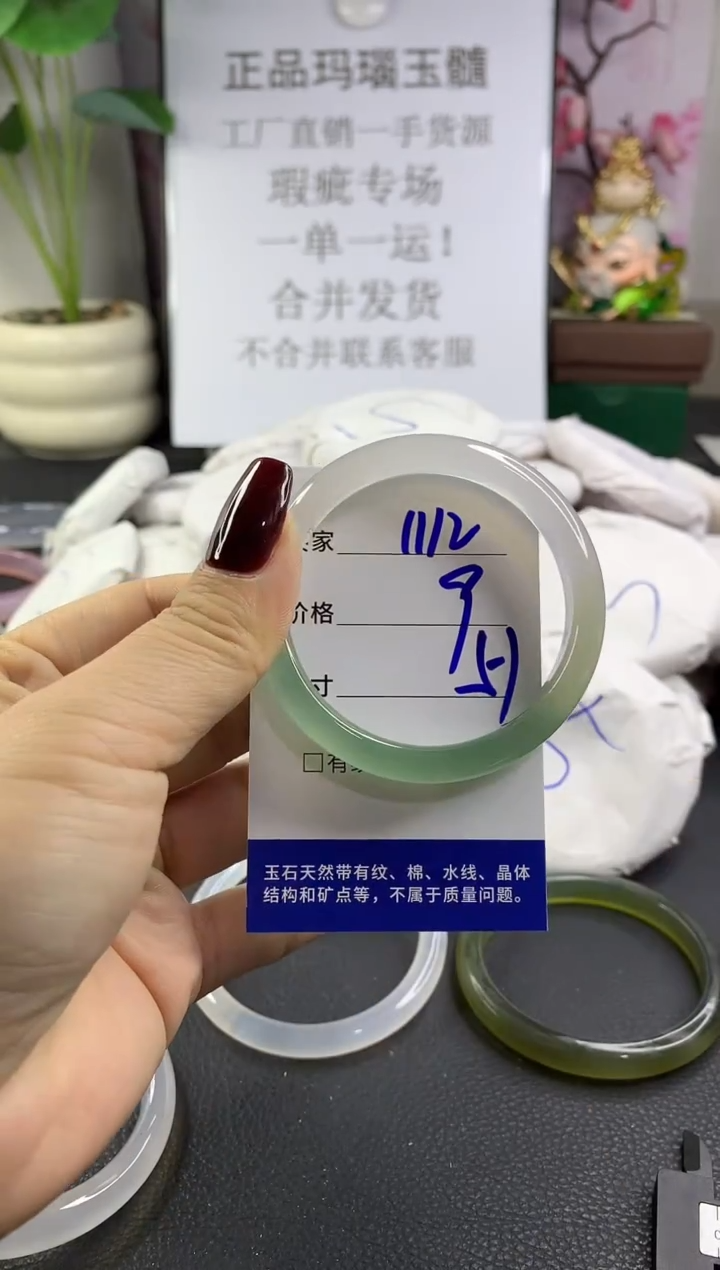 正品玛瑙玉髓
工厂直销一手货源
瑕疵专场
一单一运!
合并发货
不合并联系客服
家 1112
价格 9
寸
□有
玉石天然带有纹、棉、水线、晶体
结构和矿点等，不属于质量问题。